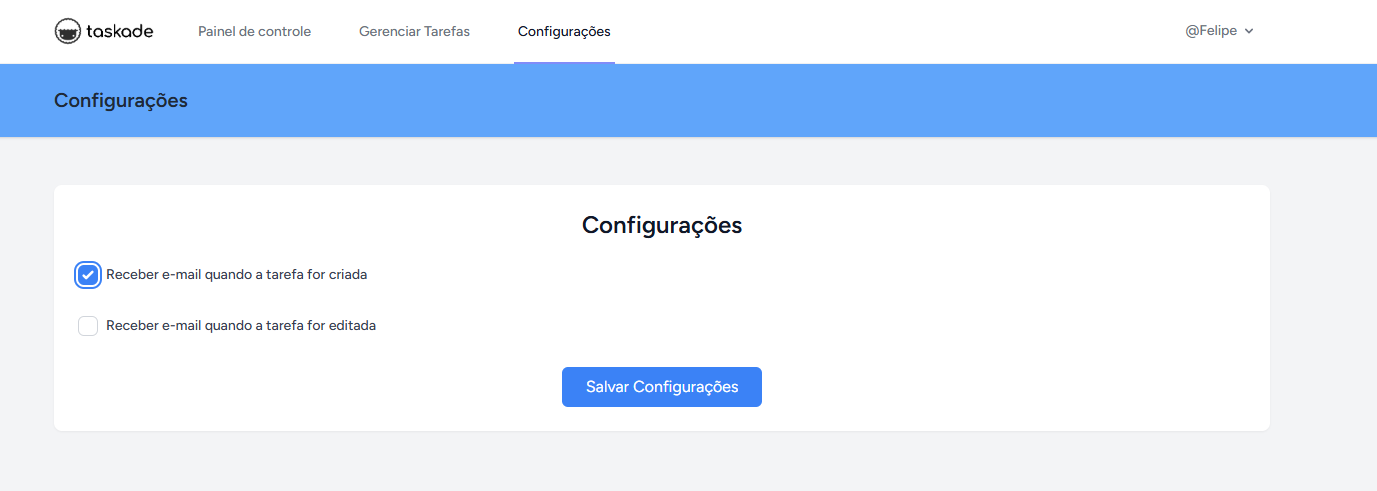 taskade Painel de controle Gerenciar Tarefas Configurações @Felipe
Configurações
Configurações
Receber e-mail quando a tarefa for criada
Receber e-mail quando a tarefa for editada
Salvar Configurações